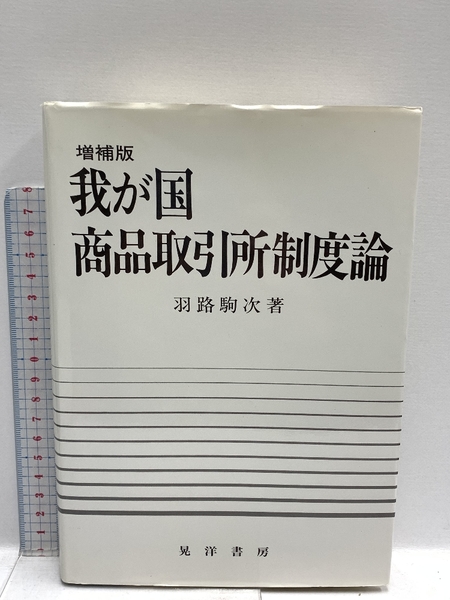 増補版
我が国
商品取引所制度論
羽路駒次著
晃洋書房